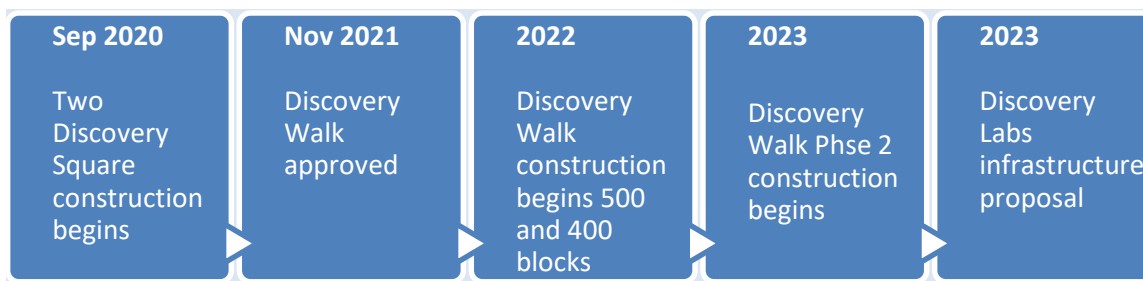 Sep 2020
Two
Discovery
Square
construction
begins
Nov 2021
Discovery
Walk
approved
2022
Discovery
Walk
construction
begins 500
and 400
blocks
2023
Discovery
Walk Phse 2
construction
begins
2023
Discovery
Labs
infrastructure
proposal